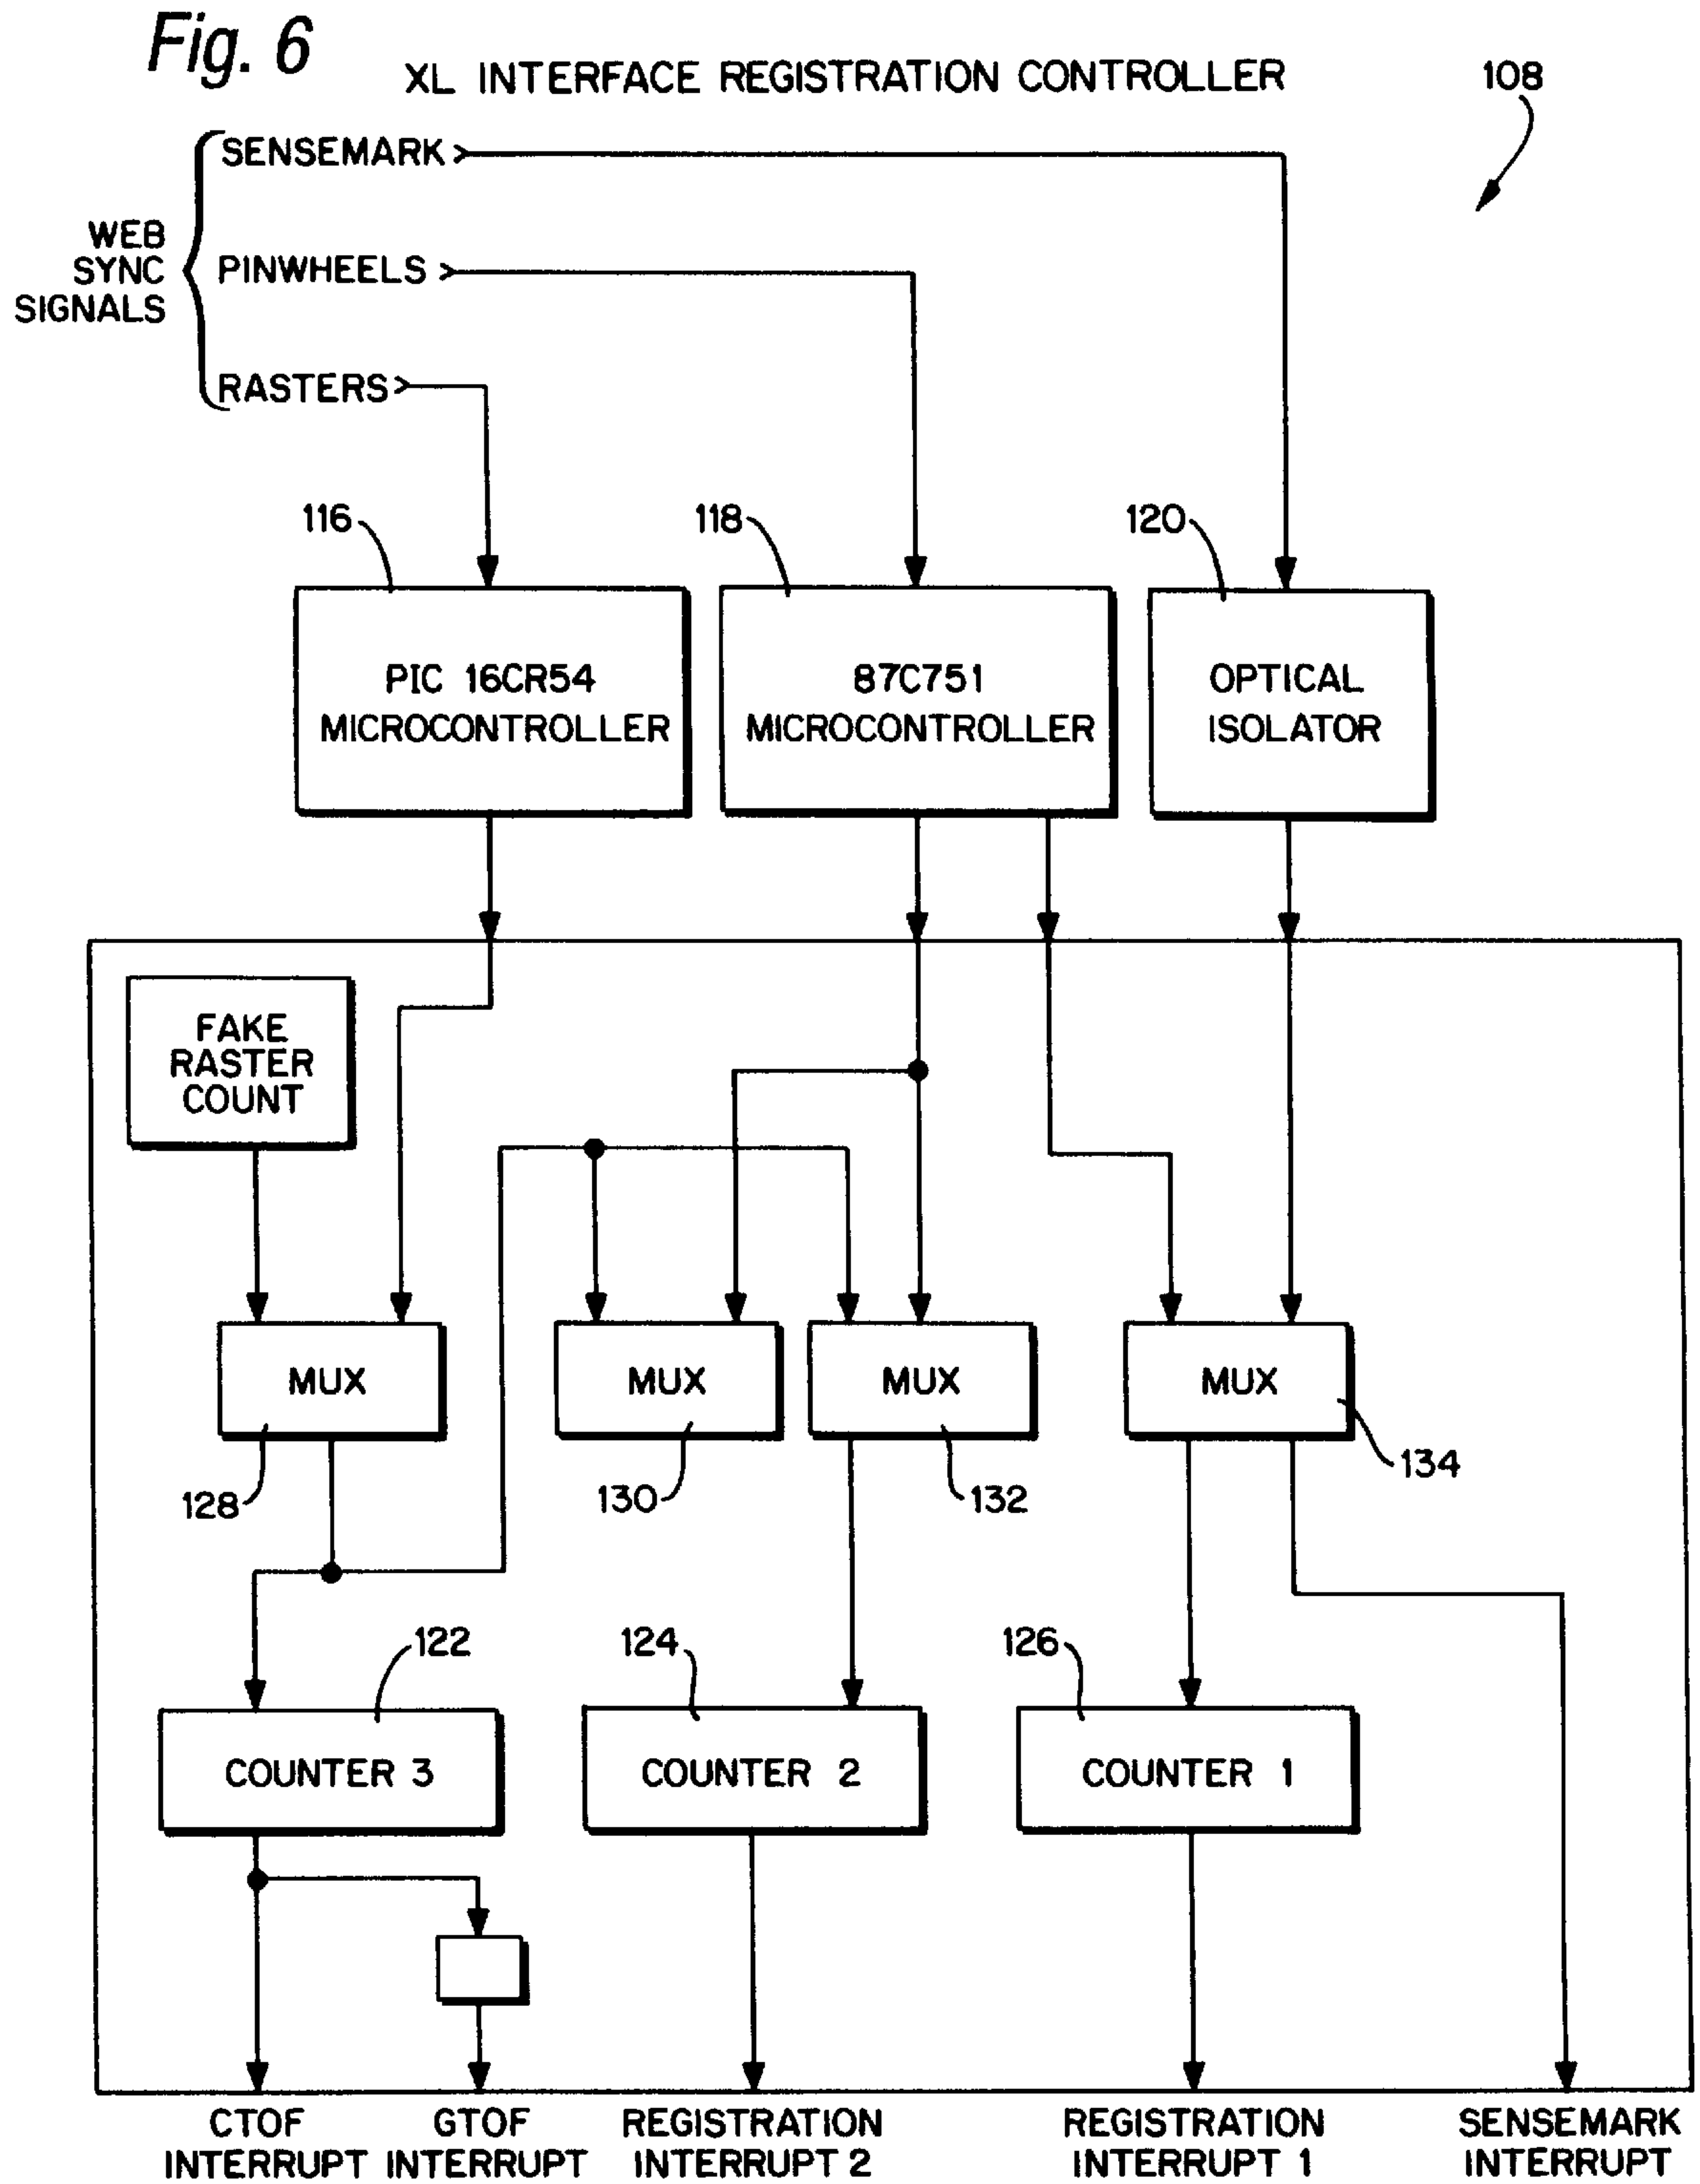 Fig. 6
XL INTERFACE REGISTRATION CONTROLLER
108
SENSEMARK
WEB
SYNC
SIGNALS
PINWHEELS
RASTERS
116
118
120
PIC 16CR54
MICROCONTROLLER
87C751
MICROCONTROLLER
OPTICAL
ISOLATOR
FAKE
RASTER
COUNT
MUX
MUX
MUX
MUX
128
130
132
134
122
124
126
COUNTER 3
COUNTER 2
COUNTER 1
CTOF
INTERRUPT
GTOF
INTERRUPT
REGISTRATION
INTERRUPT 2
REGISTRATION
INTERRUPT 1
SENSEMARK
INTERRUPT